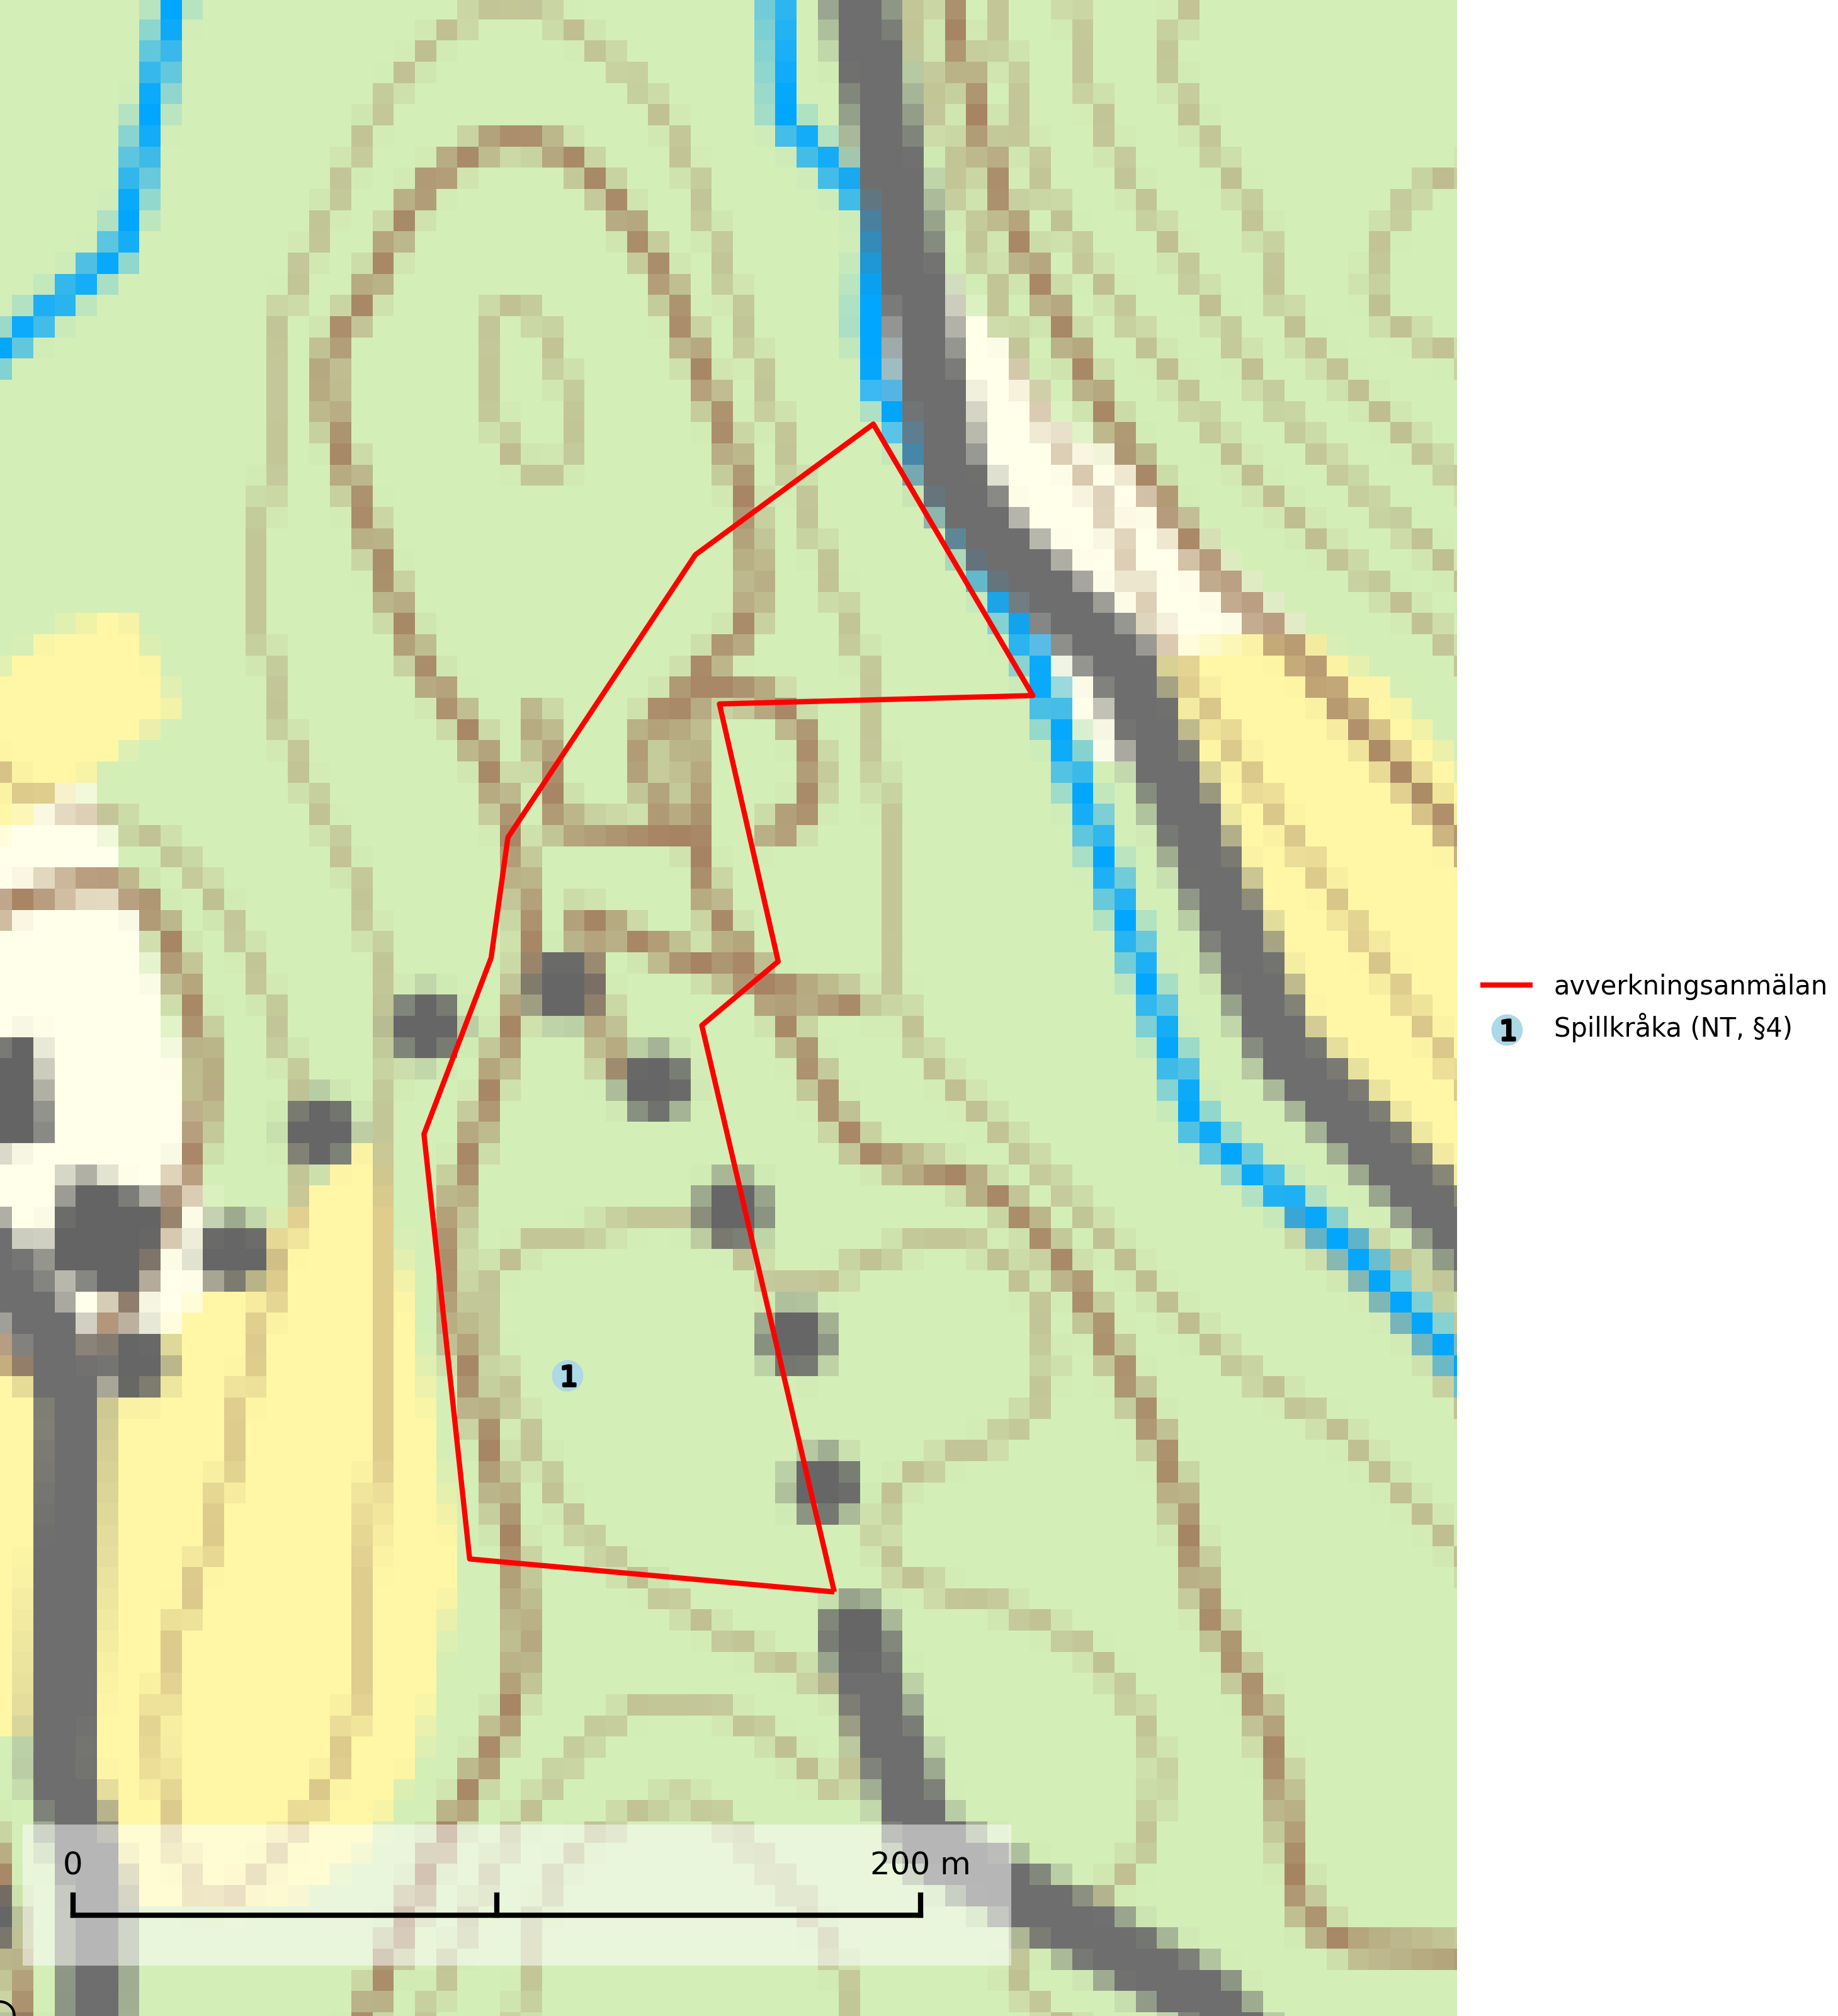 avverkningsanmälan
1 Spillkråka (NT, §4)
1
0 200 m